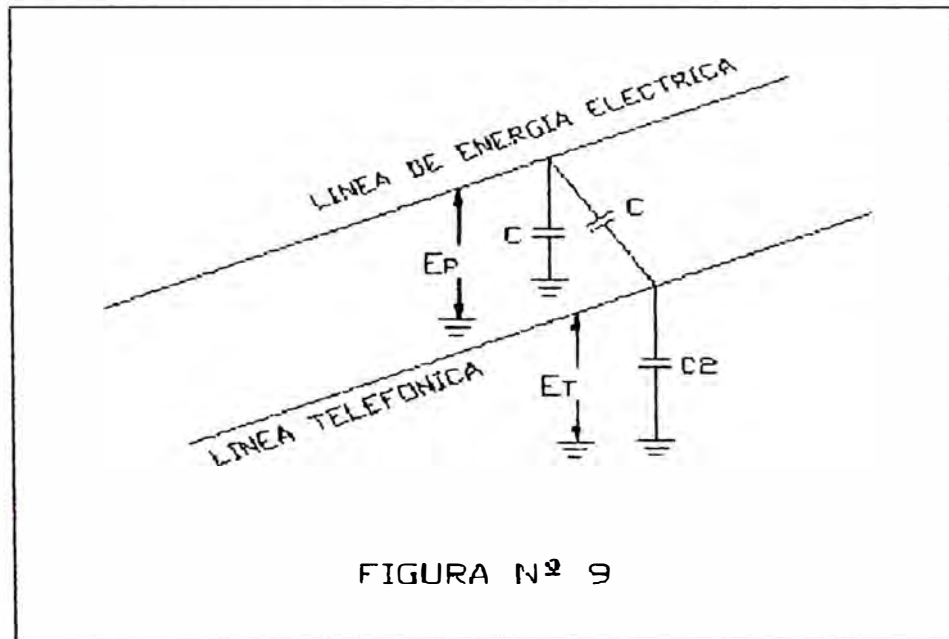 LINEA DE ENERGIA ELECTRICA
C
C
EP
LINEA TELEFONICA
ET
C2
FIGURA Nº 9